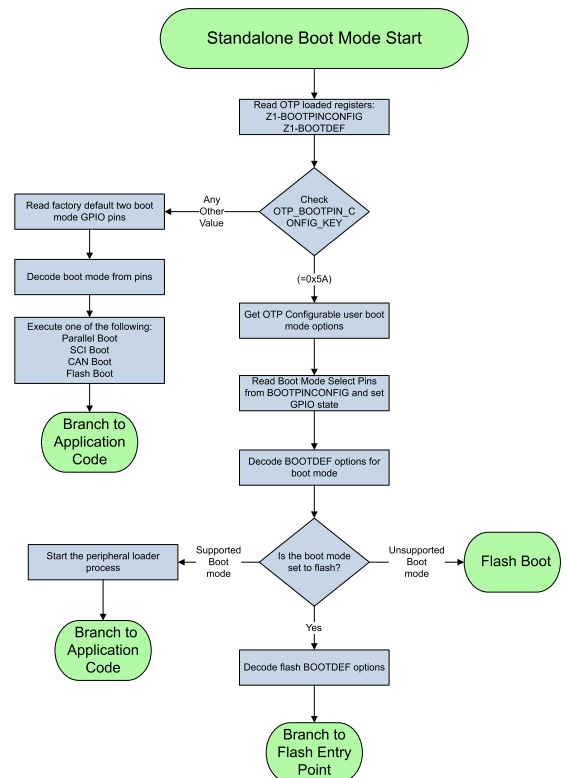 Standalone Boot Mode Start
Read OTP loaded registers:
Z1-BOOTPINCONFIG
Z1-BOOTDEF
Check
OTP_BOOTPIN_C
ONFIG_KEY
Any
Other
Value
Read factory default two boot
mode GPIO pins
Decode boot mode from pins
Execute one of the following:
Parallel Boot
SCI Boot
CAN Boot
Flash Boot
Branch to
Application
Code
(=0x5A)
Get OTP Configurable user boot
mode options
Read Boot Mode Select Pins
from BOOTPINCONFIG and set
GPIO state
Decode BOOTDEF options for
boot mode
Is the boot mode
set to flash?
Supported
Boot
mode
Start the peripheral loader
process
Branch to
Application
Code
Unsupported
Boot
mode
Flash Boot
Yes
Decode flash BOOTDEF options
Branch to
Flash Entry
Point